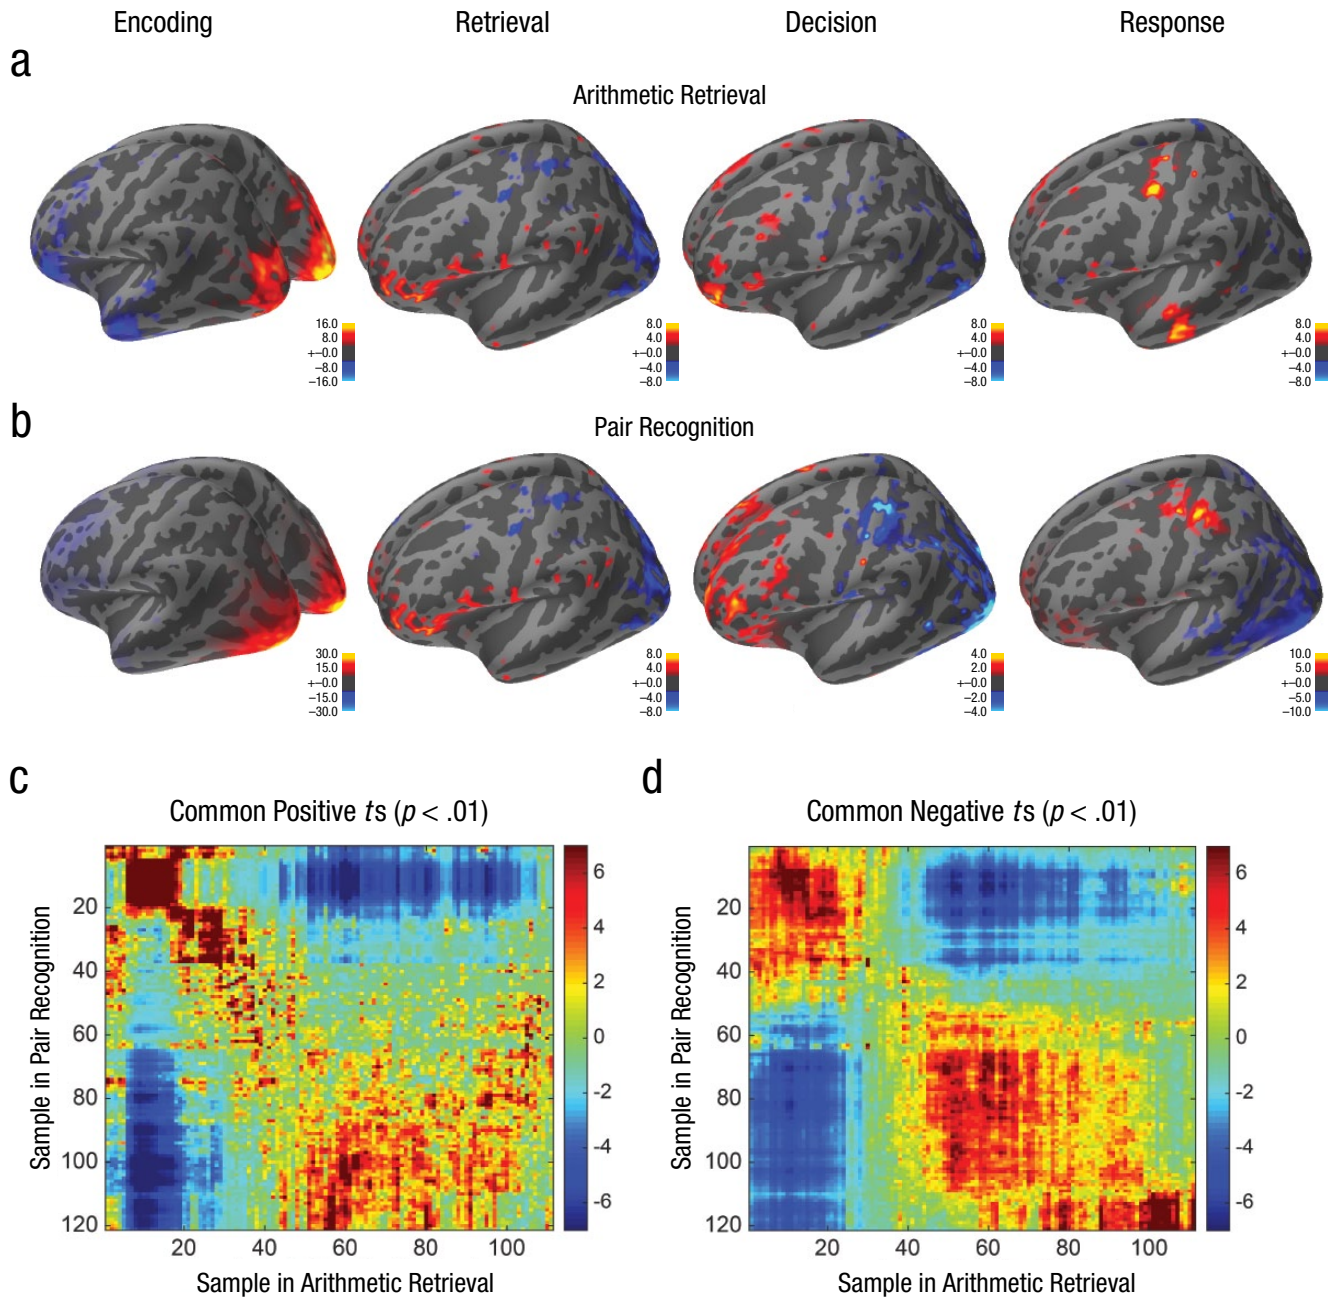 Encoding Retrieval Decision Response
a
Arithmetic Retrieval
16.0 8.0 8.0 8.0
8.0 4.0 4.0 4.0
+−0.0 +−0.0 +−0.0 +−0.0
−8.0 −4.0 −4.0 −4.0
−16.0 −8.0 −8.0 −8.0
b
Pair Recognition
30.0 8.0 4.0 10.0
15.0 4.0 2.0 5.0
+−0.0 +−0.0 +−0.0 +−0.0
−15.0 −4.0 −2.0 −5.0
−30.0 −8.0 −4.0 −10.0
c
Common Positive ts (p < .01)
Sample in Pair Recognition
20
40
60
80
100
120
20 40 60 80 100
Sample in Arithmetic Retrieval
6
4
2
0
-2
-4
-6
d
Common Negative ts (p < .01)
Sample in Pair Recognition
20
40
60
80
100
120
20 40 60 80 100
Sample in Arithmetic Retrieval
6
4
2
0
-2
-4
-6